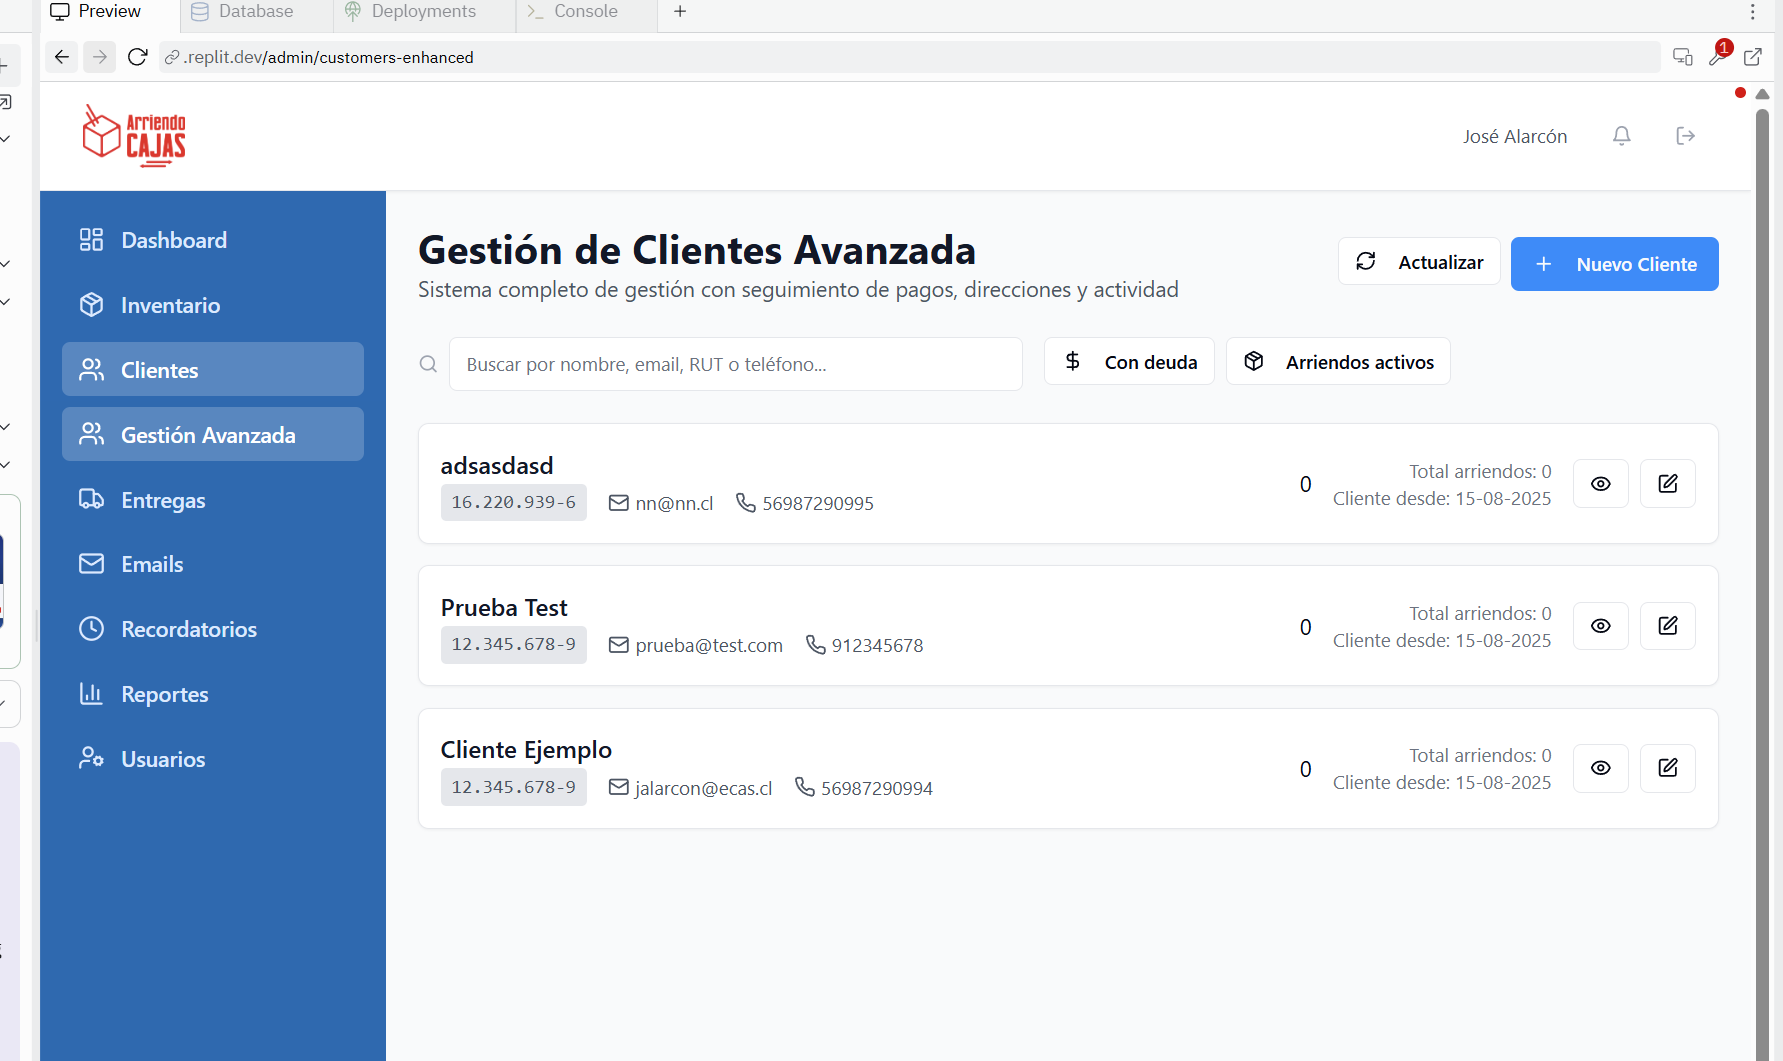 Preview
Database
Deployments
Console
.replit.dev/admin/customers-enhanced
1
Arriendo
CAJAS
José Alarcón
Dashboard
Inventario
Clientes
Gestión Avanzada
Entregas
Emails
Recordatorios
Reportes
Usuarios
Gestión de Clientes Avanzada
Sistema completo de gestión con seguimiento de pagos, direcciones y actividad
Actualizar
Nuevo Cliente
Buscar por nombre, email, RUT o teléfono...
Con deuda
Arriendos activos
adsasdasd
16.220.939-6 nn@nn.cl 56987290995
0
Total arriendos: 0
Cliente desde: 15-08-2025
Prueba Test
12.345.678-9 prueba@test.com 912345678
0
Total arriendos: 0
Cliente desde: 15-08-2025
Cliente Ejemplo
12.345.678-9 jalarcon@ecas.cl 56987290994
0
Total arriendos: 0
Cliente desde: 15-08-2025